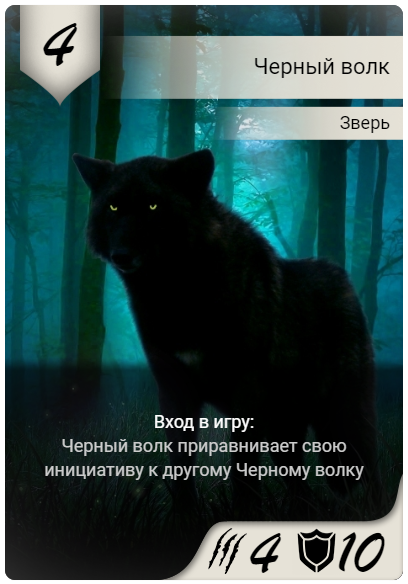 4
Черный волк
Зверь
Вход в игру:
Черный волк приравнивает свою
инициативу к другому Черному волку
4 10